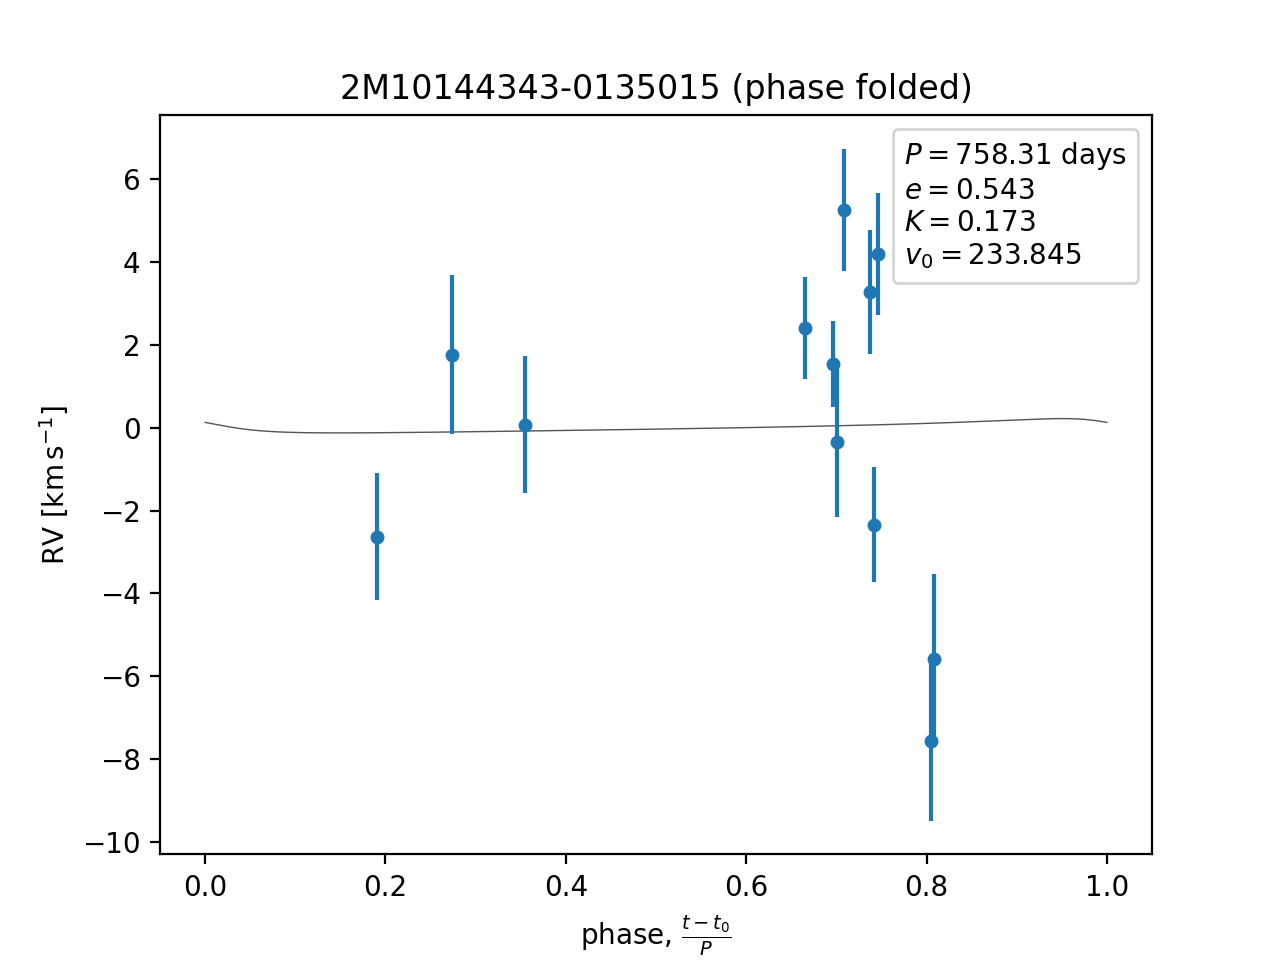 2M10144343-0135015 (phase folded)
P = 758.31 days
e = 0.543
K = 0.173
v₀ = 233.845
6
4
2
0
−2
−4
−6
−8
−10
RV [km s⁻¹]
0.0 0.2 0.4 0.6 0.8 1.0
phase, (t − t₀)/P